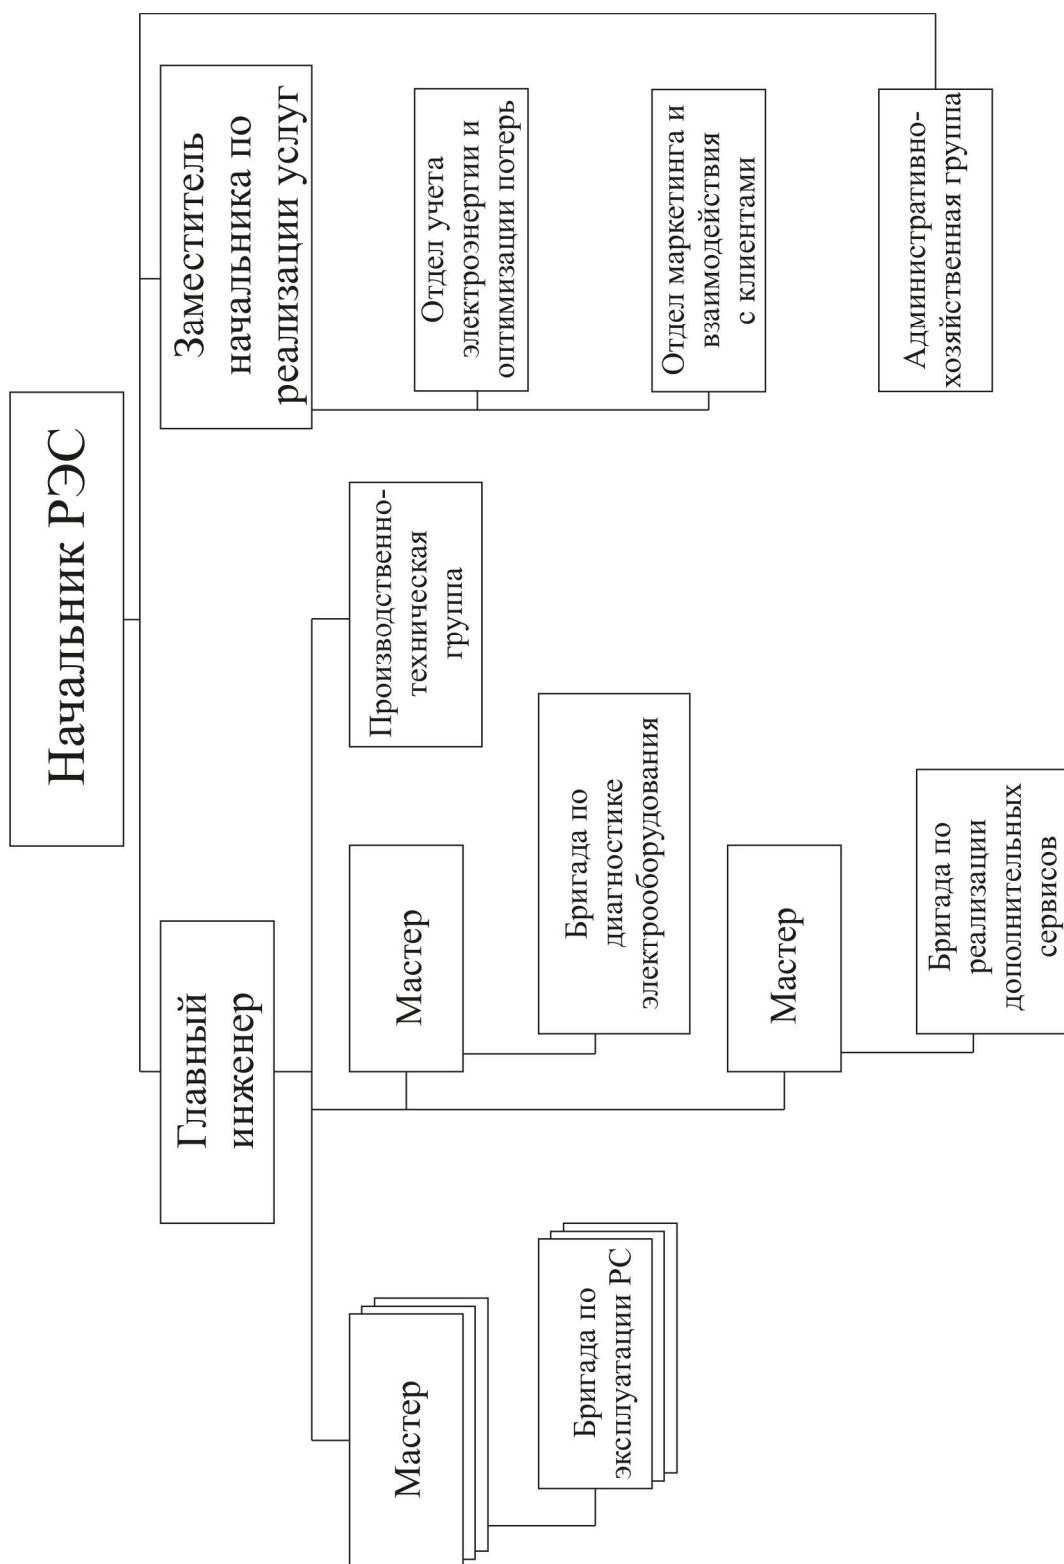 Начальник РЭС
Главный
инженер
Заместитель
начальника по
реализации услуг
Мастер
Бригада по
эксплуатации РС
Мастер
Бригада по
диагностике
электрооборудования
Мастер
Бригада по
реализации
дополнительных
сервисов
Производственно-
техническая
группа
Отдел учета
электроэнергии и
оптимизации потерь
Отдел маркетинга и
взаимодействия
с клиентами
Административно-
хозяйственная группа